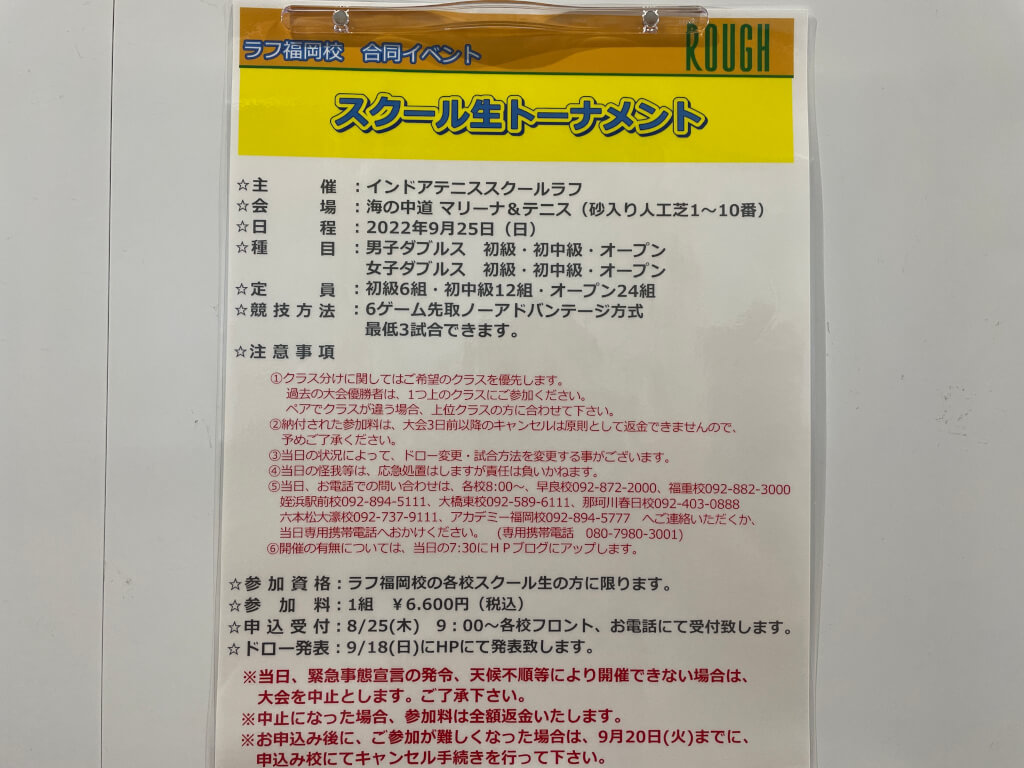 ラフ福岡校 合同イベント
ROUGH
スクール生トーナメント
☆主催:インドアテニススクールラフ
☆会場:海の中道 マリーナ&テニス(砂入り人工芝1~10番)
☆日程:2022年9月25日(日)
☆種目:男子ダブルス 初級・初中級・オープン
女子ダブルス 初級・初中級・オープン
☆定員:初級6組・初中級12組・オープン24組
☆競技方法:6ゲーム先取ノーアドバンテージ方式
最低3試合できます。
☆注意事項
①クラス分けに関してはご希望のクラスを優先します。
過去の大会優勝者は、1つ上のクラスにご参加ください。
ペアでクラスが違う場合、上位クラスの方に合わせて下さい。
②納付された参加料は、大会3日前以降のキャンセルは原則として返金できませんので、
予めご了承ください。
③当日の状況によって、ドロー変更・試合方法を変更する事がございます。
④当日の怪我等は、応急処置はしますが責任は負いかねます。
⑤当日、お電話での問い合わせは、各校8:00~、早良校092-872-2000、福重校092-882-3000
姪浜駅前校092-894-5111、大橋東校092-589-6111、那珂川春日校092-403-0888
六本松大濠校092-737-9111、アカデミー福岡校092-894-5777 へご連絡いただくか、
当日専用携帯電話へおかけください。 (専用携帯電話 080-7980-3001)
⑥開催の有無については、当日の7:30にHPブログにアップします。
☆参加資格:ラフ福岡校の各校スクール生の方に限ります。
☆参加料:1組 ¥6.600円(税込)
☆申込受付:8/25(木) 9:00~各校フロント、お電話にて受付致します。
☆ドロー発表:9/18(日)にHPにて発表致します。
※当日、緊急事態宣言の発令、天候不順等により開催できない場合は、
大会を中止とします。ご了承下さい。
※中止になった場合、参加料は全額返金いたします。
※お申込み後に、ご参加が難しくなった場合は、9月20日(火)までに、
申込み校にてキャンセル手続きを行って下さい。